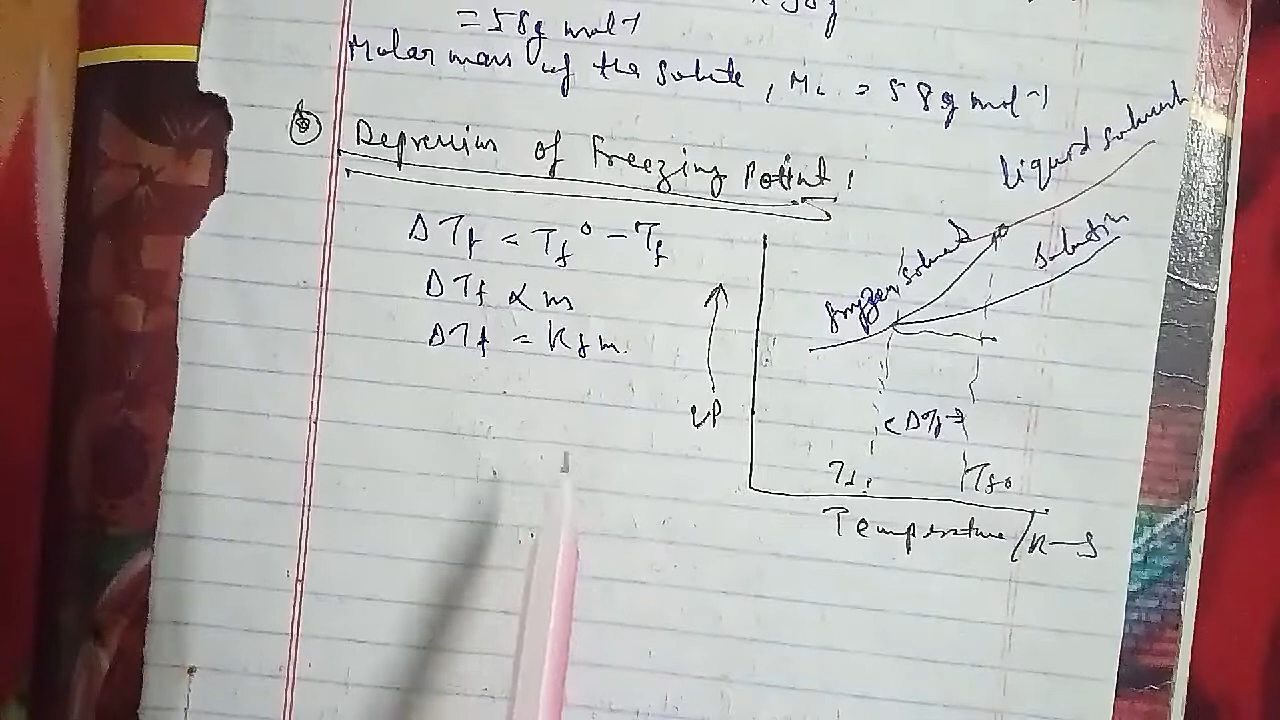 = 58g mol-1
Molar mass of the solute, M2 = 58 g mol-1
Depression of Freezing Point :
ΔTf = Tf° - Tf
ΔTf ∝ m
ΔTf = Kf m.
liquid solvent
frozen solvent
solution
VP
ΔTf
Tf
Tf°
Temperature/K